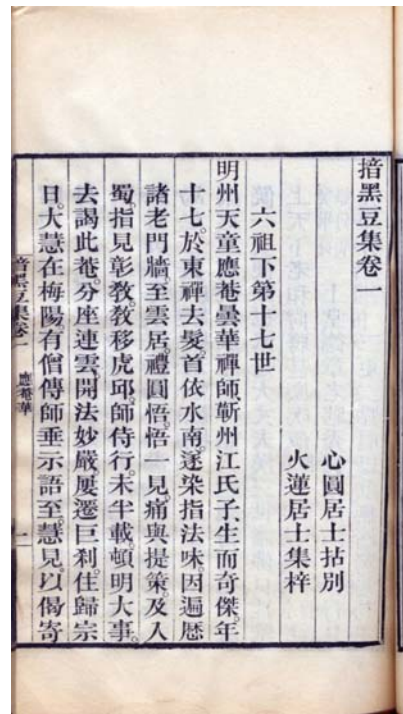 揞黑豆集卷一
心圓居士拈別
火蓮居士集梓
六祖下第十七世
明州天童應菴曇華禪師蘄州江氏子生而奇傑。年
十七。於東禪去髮。首依水南。遂染指法味。因遍歷
諸老門牆。至雲居。禮圓悟。悟一見。痛與提策。及入
蜀。指見彰敎。敎移虎邱。師侍行。未半載。頓明大事。
去謁此菴。分座連雲。開法妙嚴。屢遷巨刹。住歸宗
日。大慧在梅陽。有僧傳師垂示語至。慧見。以偈寄
揞黑豆集卷一 應菴華 一